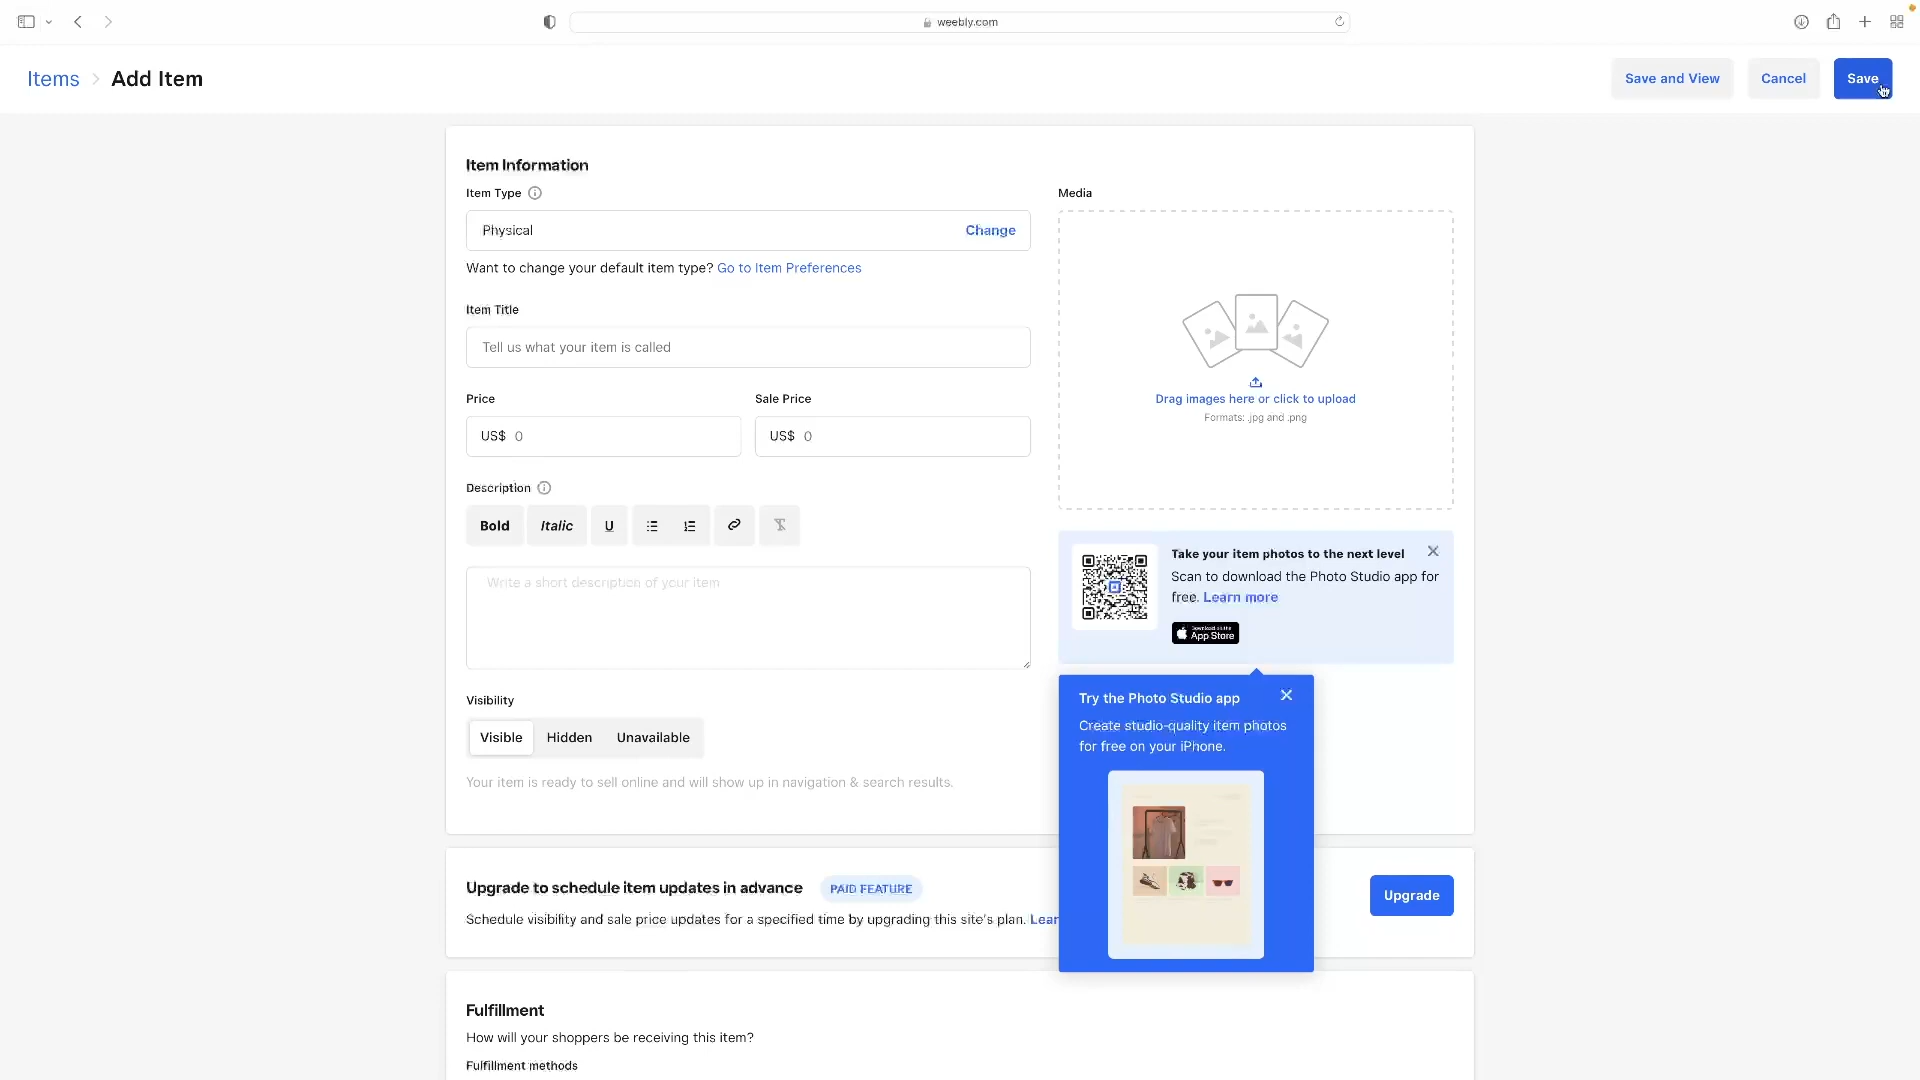 weebly.com
Items
Add Item
Save and View
Cancel
Save
Item Information
Item Type
Physical
Change
Want to change your default item type? Go to Item Preferences
Item Title
Tell us what your item is called
Price
Sale Price
US$ 0
US$ 0
Description
Bold
Italic
U
Write a short description of your item
Visibility
Visible
Hidden
Unavailable
Your item is ready to sell online and will show up in navigation & search results.
Media
Drag images here or click to upload
Formats: .jpg and .png
Take your item photos to the next level
Scan to download the Photo Studio app for
free. Learn more
Download on the
App Store
Try the Photo Studio app
Create studio-quality item photos
for free on your iPhone.
Upgrade to schedule item updates in advance
PAID FEATURE
Schedule visibility and sale price updates for a specified time by upgrading this site's plan. Lear
Upgrade
Fulfillment
How will your shoppers be receiving this item?
Fulfillment methods